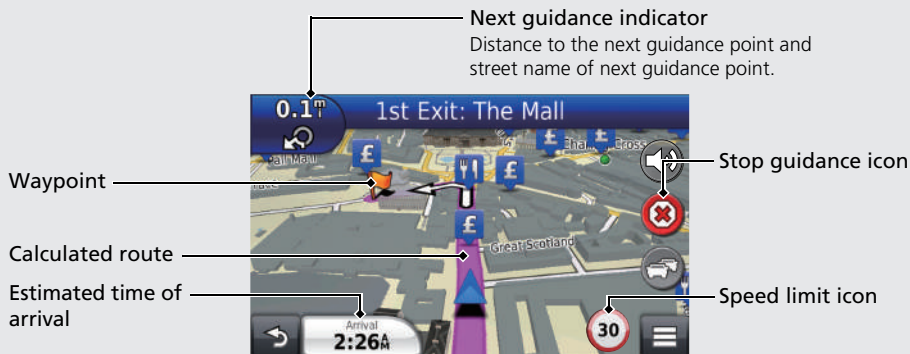 Next guidance indicator
Distance to the next guidance point and
street name of next guidance point.
0.1 mi
1st Exit: The Mall
Waypoint
Stop guidance icon
Calculated route
Great Scotland
Estimated time of
arrival
Speed limit icon
Arrival
2:26A
30